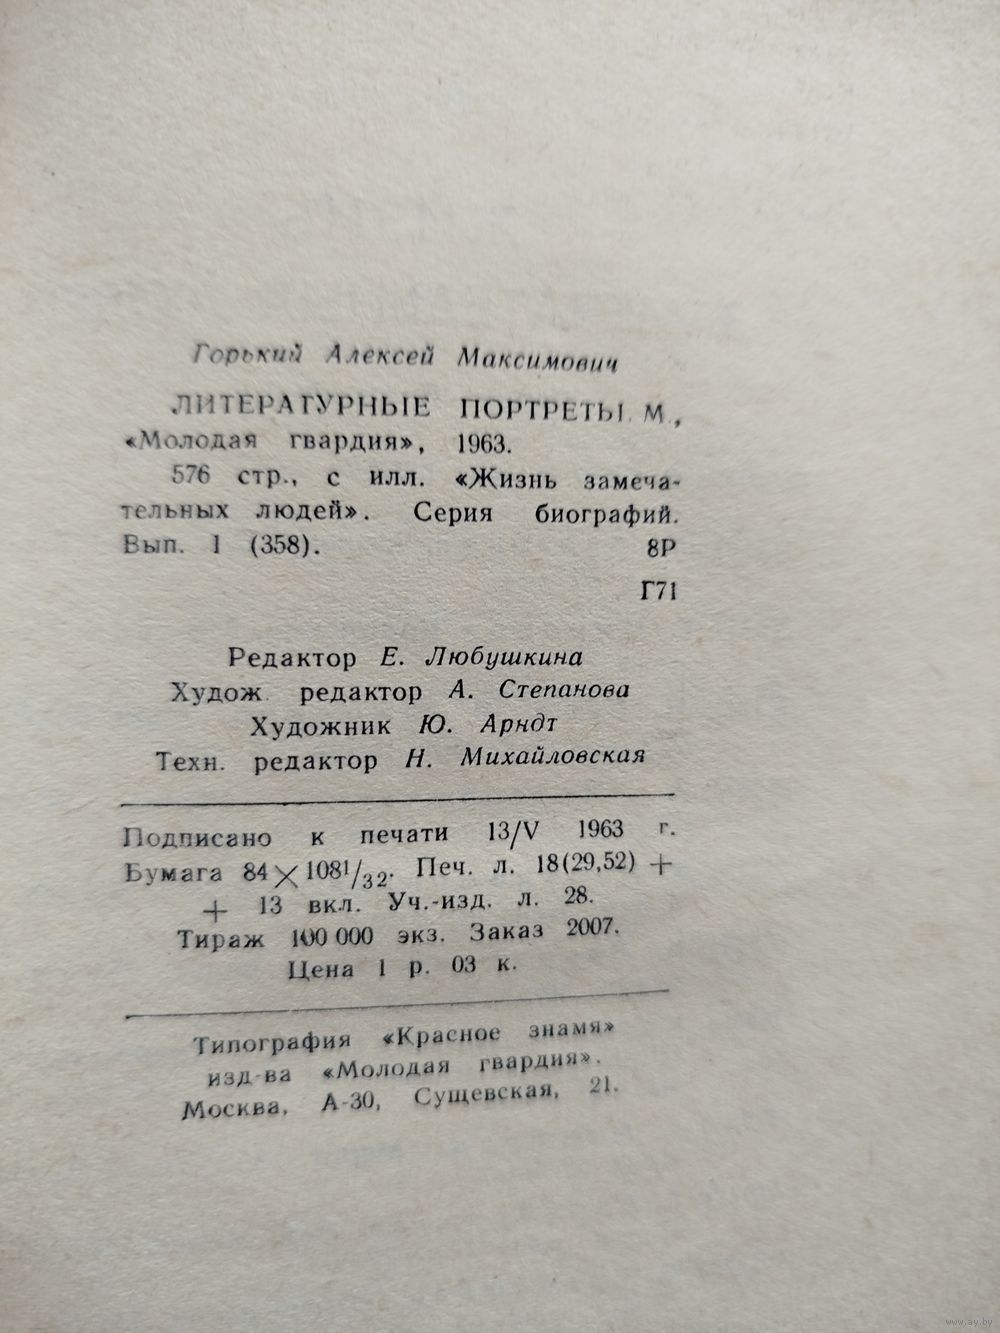 Горький Алексей Максимович
ЛИТЕРАТУРНЫЕ ПОРТРЕТЫ. М.,
«Молодая гвардия», 1963.
576 стр., с илл. «Жизнь замеча-
тельных людей». Серия биографий.
Вып. 1 (358). 8Р
Г71
Редактор Е. Любушкина
Худож. редактор А. Степанова
Художник Ю. Арндт
Техн. редактор Н. Михайловская
Подписано к печати 13/V 1963 г.
Бумага 84×108¹/₃₂. Печ. л. 18(29,52) +
+ 13 вкл. Уч.-изд. л. 28.
Тираж 100 000 экз. Заказ 2007.
Цена 1 р. 03 к.
Типография «Красное знамя»
изд-ва «Молодая гвардия».
Москва, А-30, Сущевская, 21.
www.ay.by